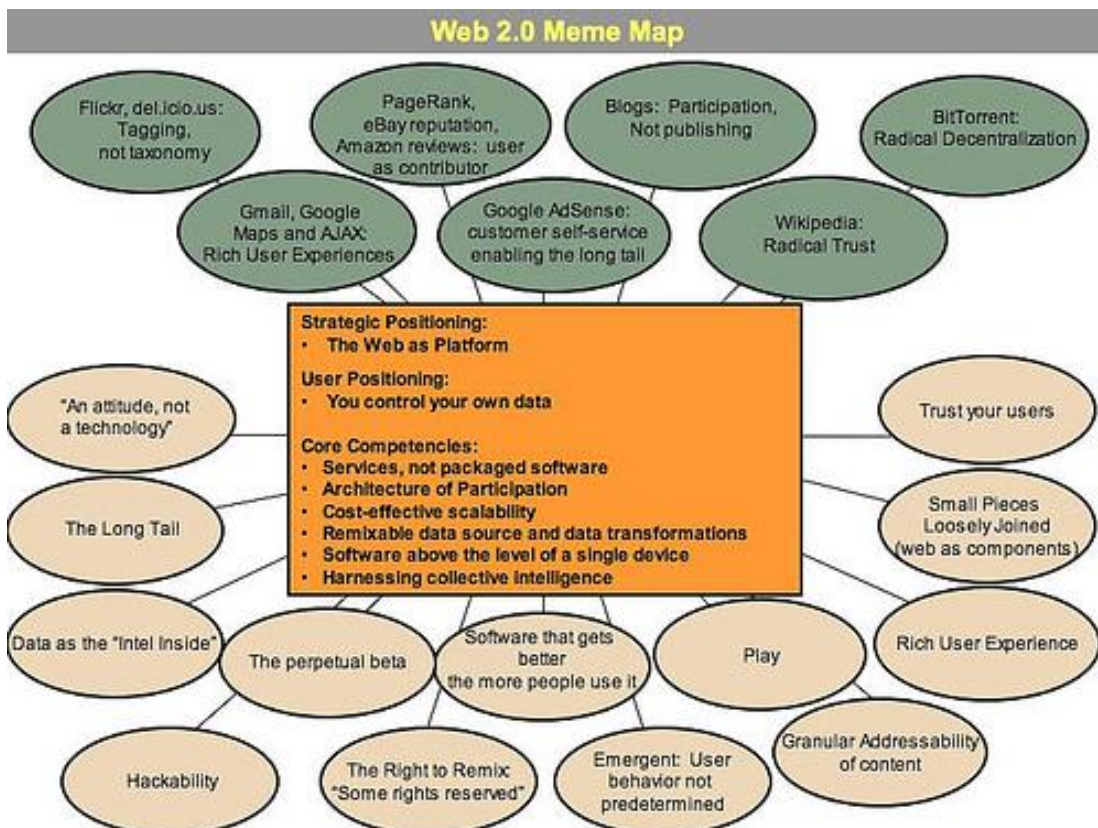 Web 2.0 Meme Map
Flickr, del.icio.us:
Tagging,
not taxonomy
PageRank,
eBay reputation,
Amazon reviews: user
as contributor
Blogs: Participation,
Not publishing
BitTorrent:
Radical Decentralization
Gmail, Google
Maps and AJAX:
Rich User Experiences
Google AdSense:
customer self-service
enabling the long tail
Wikipedia:
Radical Trust
Strategic Positioning:
• The Web as Platform
User Positioning:
• You control your own data
Core Competencies:
• Services, not packaged software
• Architecture of Participation
• Cost-effective scalability
• Remixable data source and data transformations
• Software above the level of a single device
• Harnessing collective intelligence
"An attitude, not
a technology"
Trust your users
The Long Tail
Small Pieces
Loosely Joined
(web as components)
Data as the "Intel Inside"
The perpetual beta
Software that gets
better
the more people use it
Play
Rich User Experience
Hackability
The Right to Remix:
"Some rights reserved"
Emergent: User
behavior not
predetermined
Granular Addressability
of content